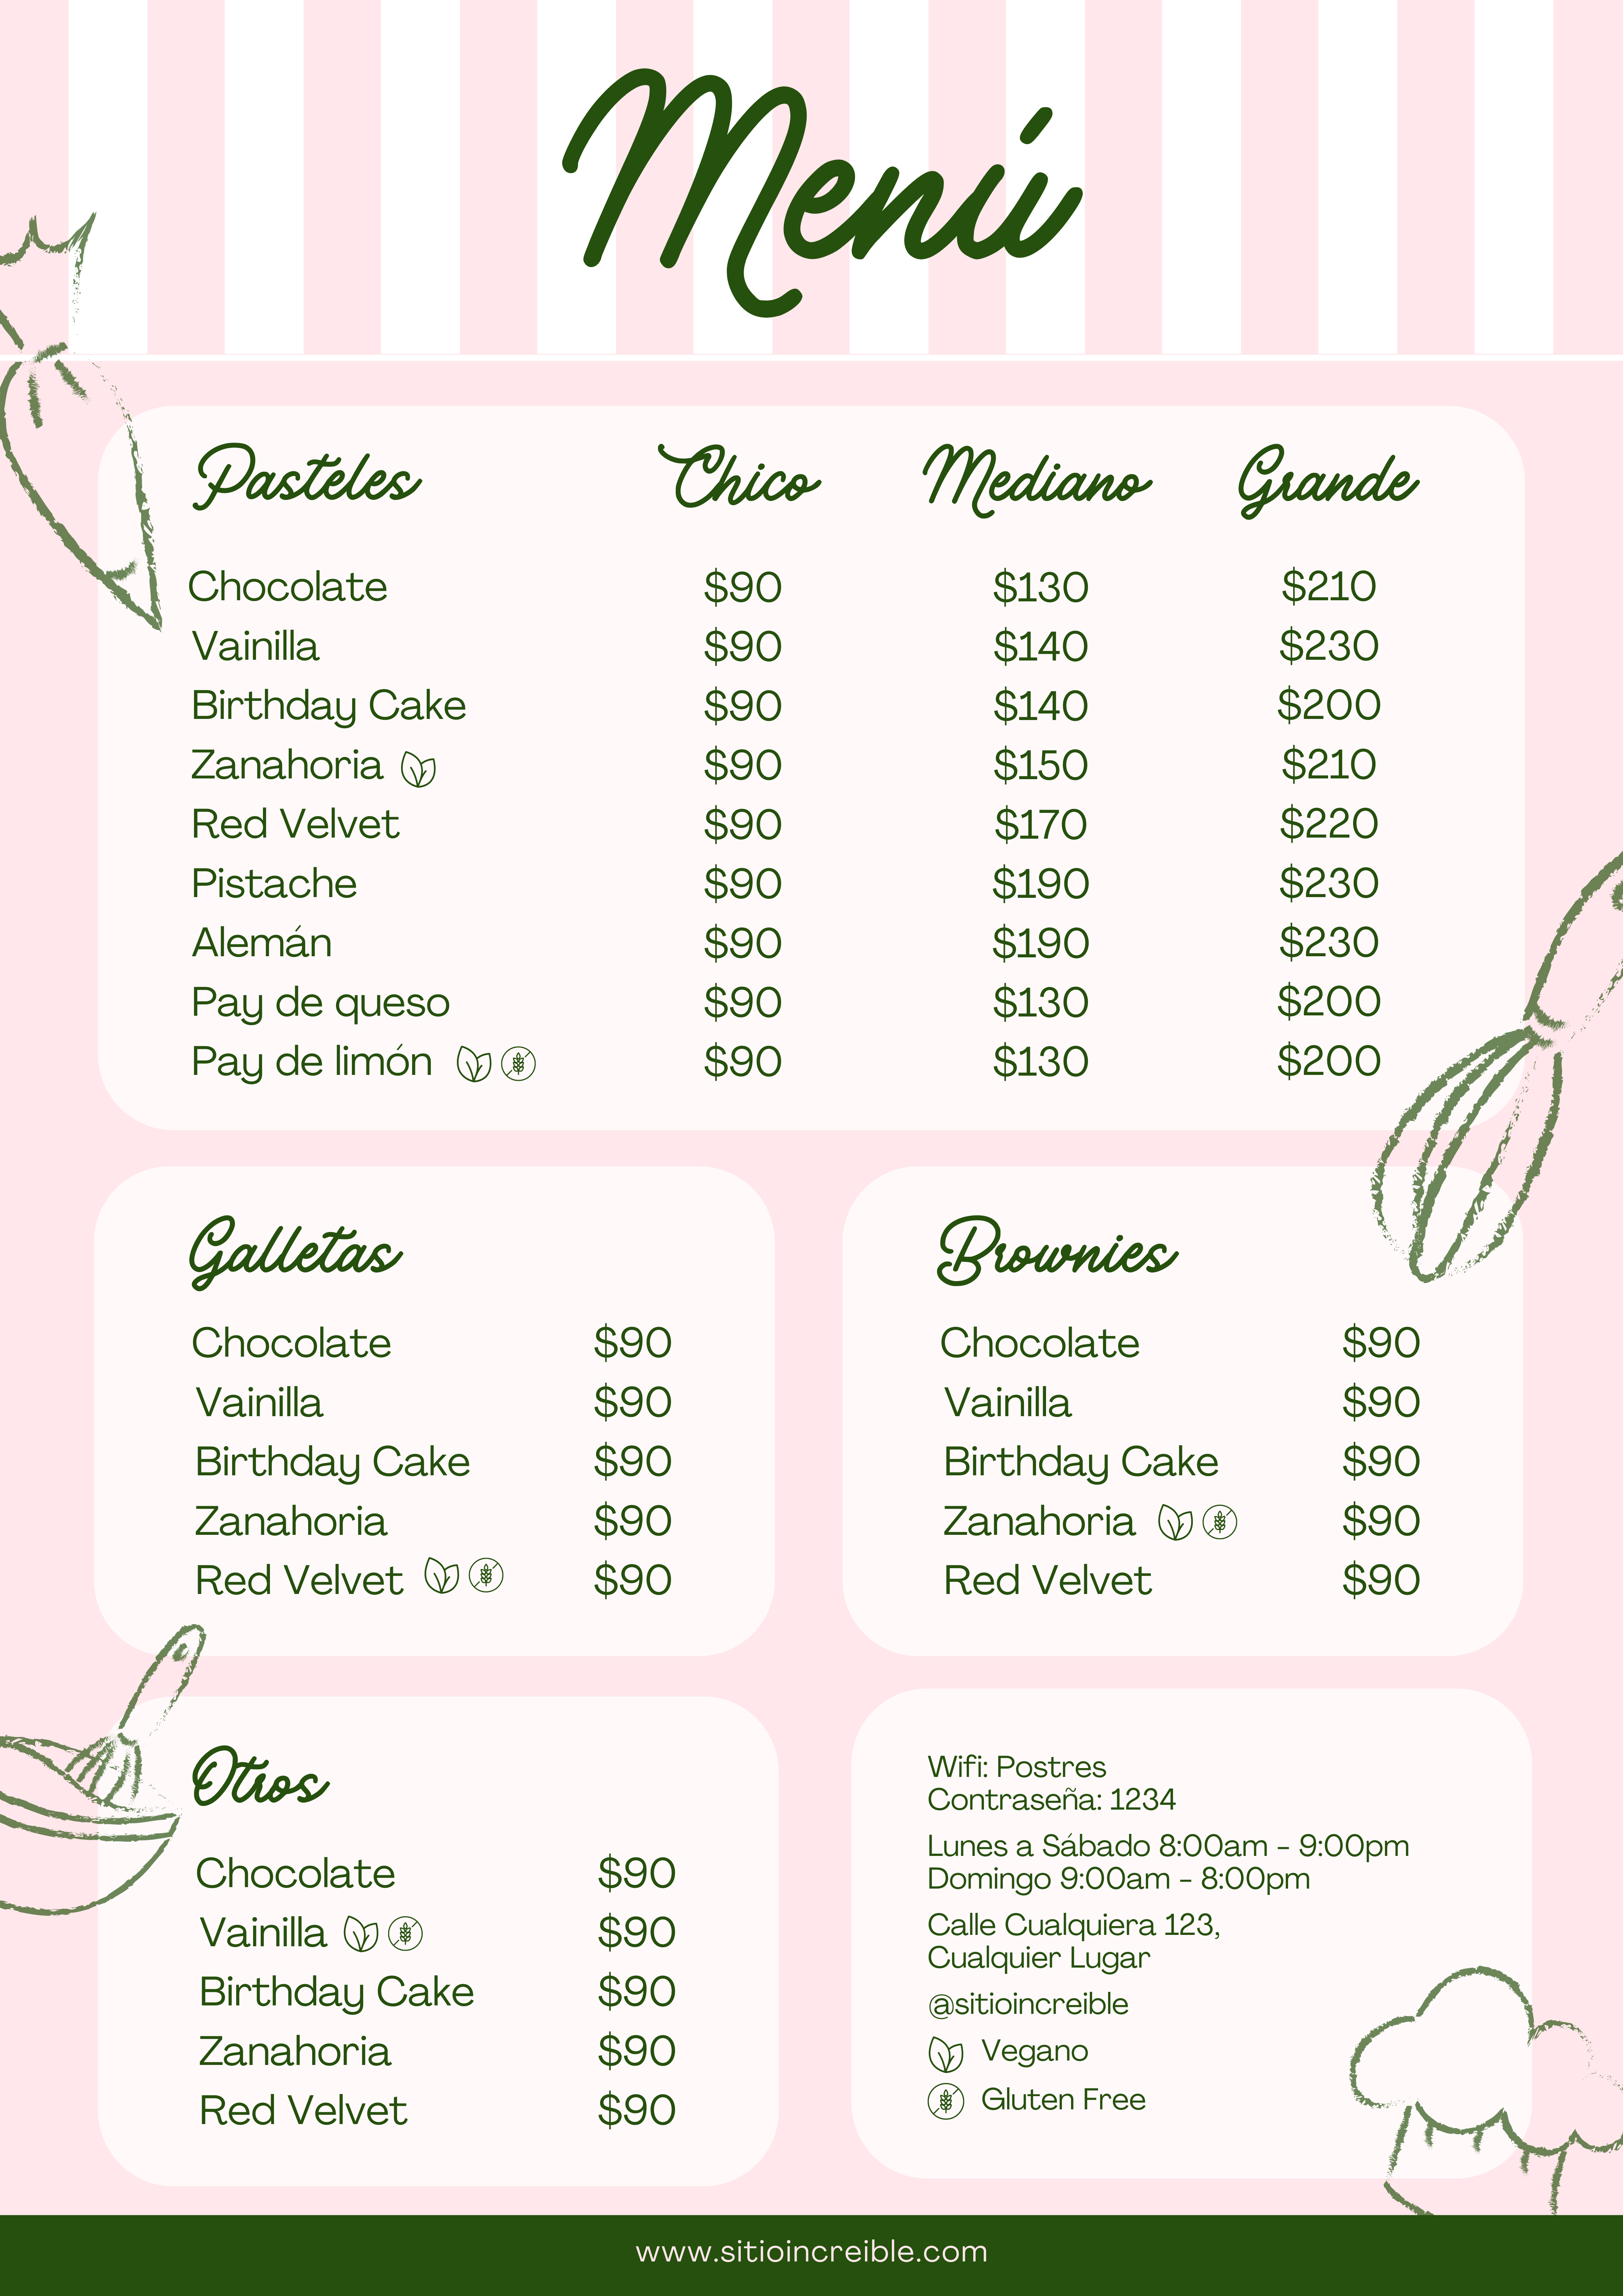 Menú
Pasteles Chico Mediano Grande
Chocolate $90 $130 $210
Vainilla $90 $140 $230
Birthday Cake $90 $140 $200
Zanahoria $90 $150 $210
Red Velvet $90 $170 $220
Pistache $90 $190 $230
Alemán $90 $190 $230
Pay de queso $90 $130 $200
Pay de limón $90 $130 $200
Galletas
Chocolate $90
Vainilla $90
Birthday Cake $90
Zanahoria $90
Red Velvet $90
Brownies
Chocolate $90
Vainilla $90
Birthday Cake $90
Zanahoria $90
Red Velvet $90
Otros
Chocolate $90
Vainilla $90
Birthday Cake $90
Zanahoria $90
Red Velvet $90
Wifi: Postres
Contraseña: 1234
Lunes a Sábado 8:00am - 9:00pm
Domingo 9:00am - 8:00pm
Calle Cualquiera 123,
Cualquier Lugar
@sitioincreible
Vegano
Gluten Free
www.sitioincreible.com